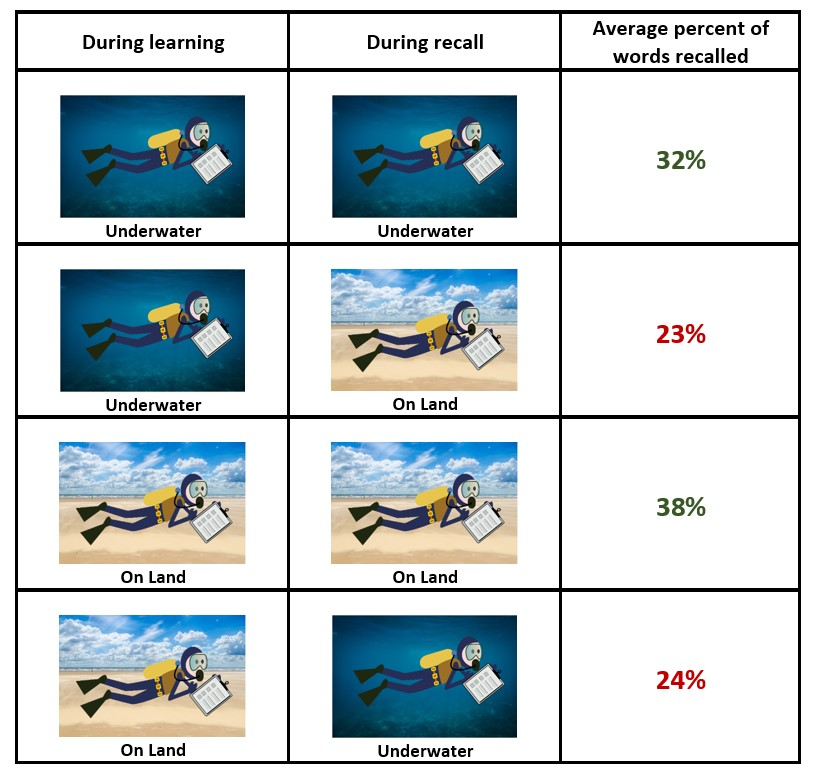 During learning
During recall
Average percent of
words recalled
Underwater
Underwater
32%
Underwater
On Land
23%
On Land
On Land
38%
On Land
Underwater
24%